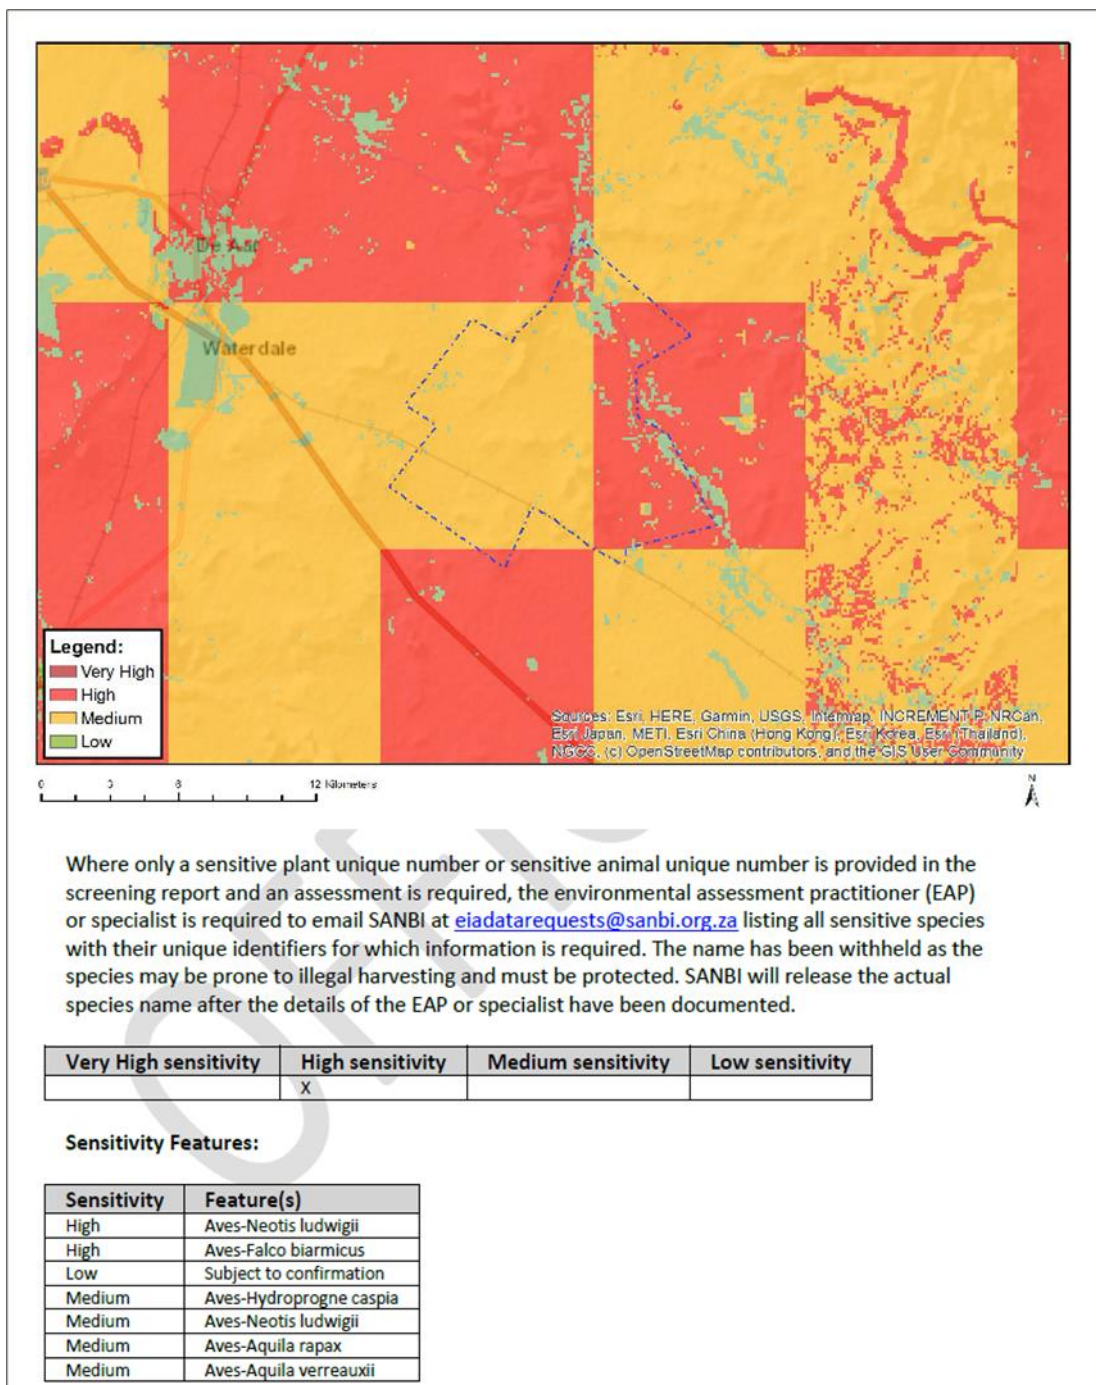 De Aar
Waterdale
Legend:
Very High
High
Medium
Low
Sources: Esri, HERE, Garmin, USGS, Intermap, INCREMENT P, NRCan,
Esri Japan, METI, Esri China (Hong Kong), Esri Korea, Esri (Thailand),
NGCC, (c) OpenStreetMap contributors, and the GIS User Community
0 3 6 12 Kilometers
N
Where only a sensitive plant unique number or sensitive animal unique number is provided in the
screening report and an assessment is required, the environmental assessment practitioner (EAP)
or specialist is required to email SANBI at eiadatarequests@sanbi.org.za listing all sensitive species
with their unique identifiers for which information is required. The name has been withheld as the
species may be prone to illegal harvesting and must be protected. SANBI will release the actual
species name after the details of the EAP or specialist have been documented.
Very High sensitivity High sensitivity Medium sensitivity Low sensitivity
X
Sensitivity Features:
Sensitivity Feature(s)
High Aves-Neotis ludwigii
High Aves-Falco biarmicus
Low Subject to confirmation
Medium Aves-Hydroprogne caspia
Medium Aves-Neotis ludwigii
Medium Aves-Aquila rapax
Medium Aves-Aquila verreauxii